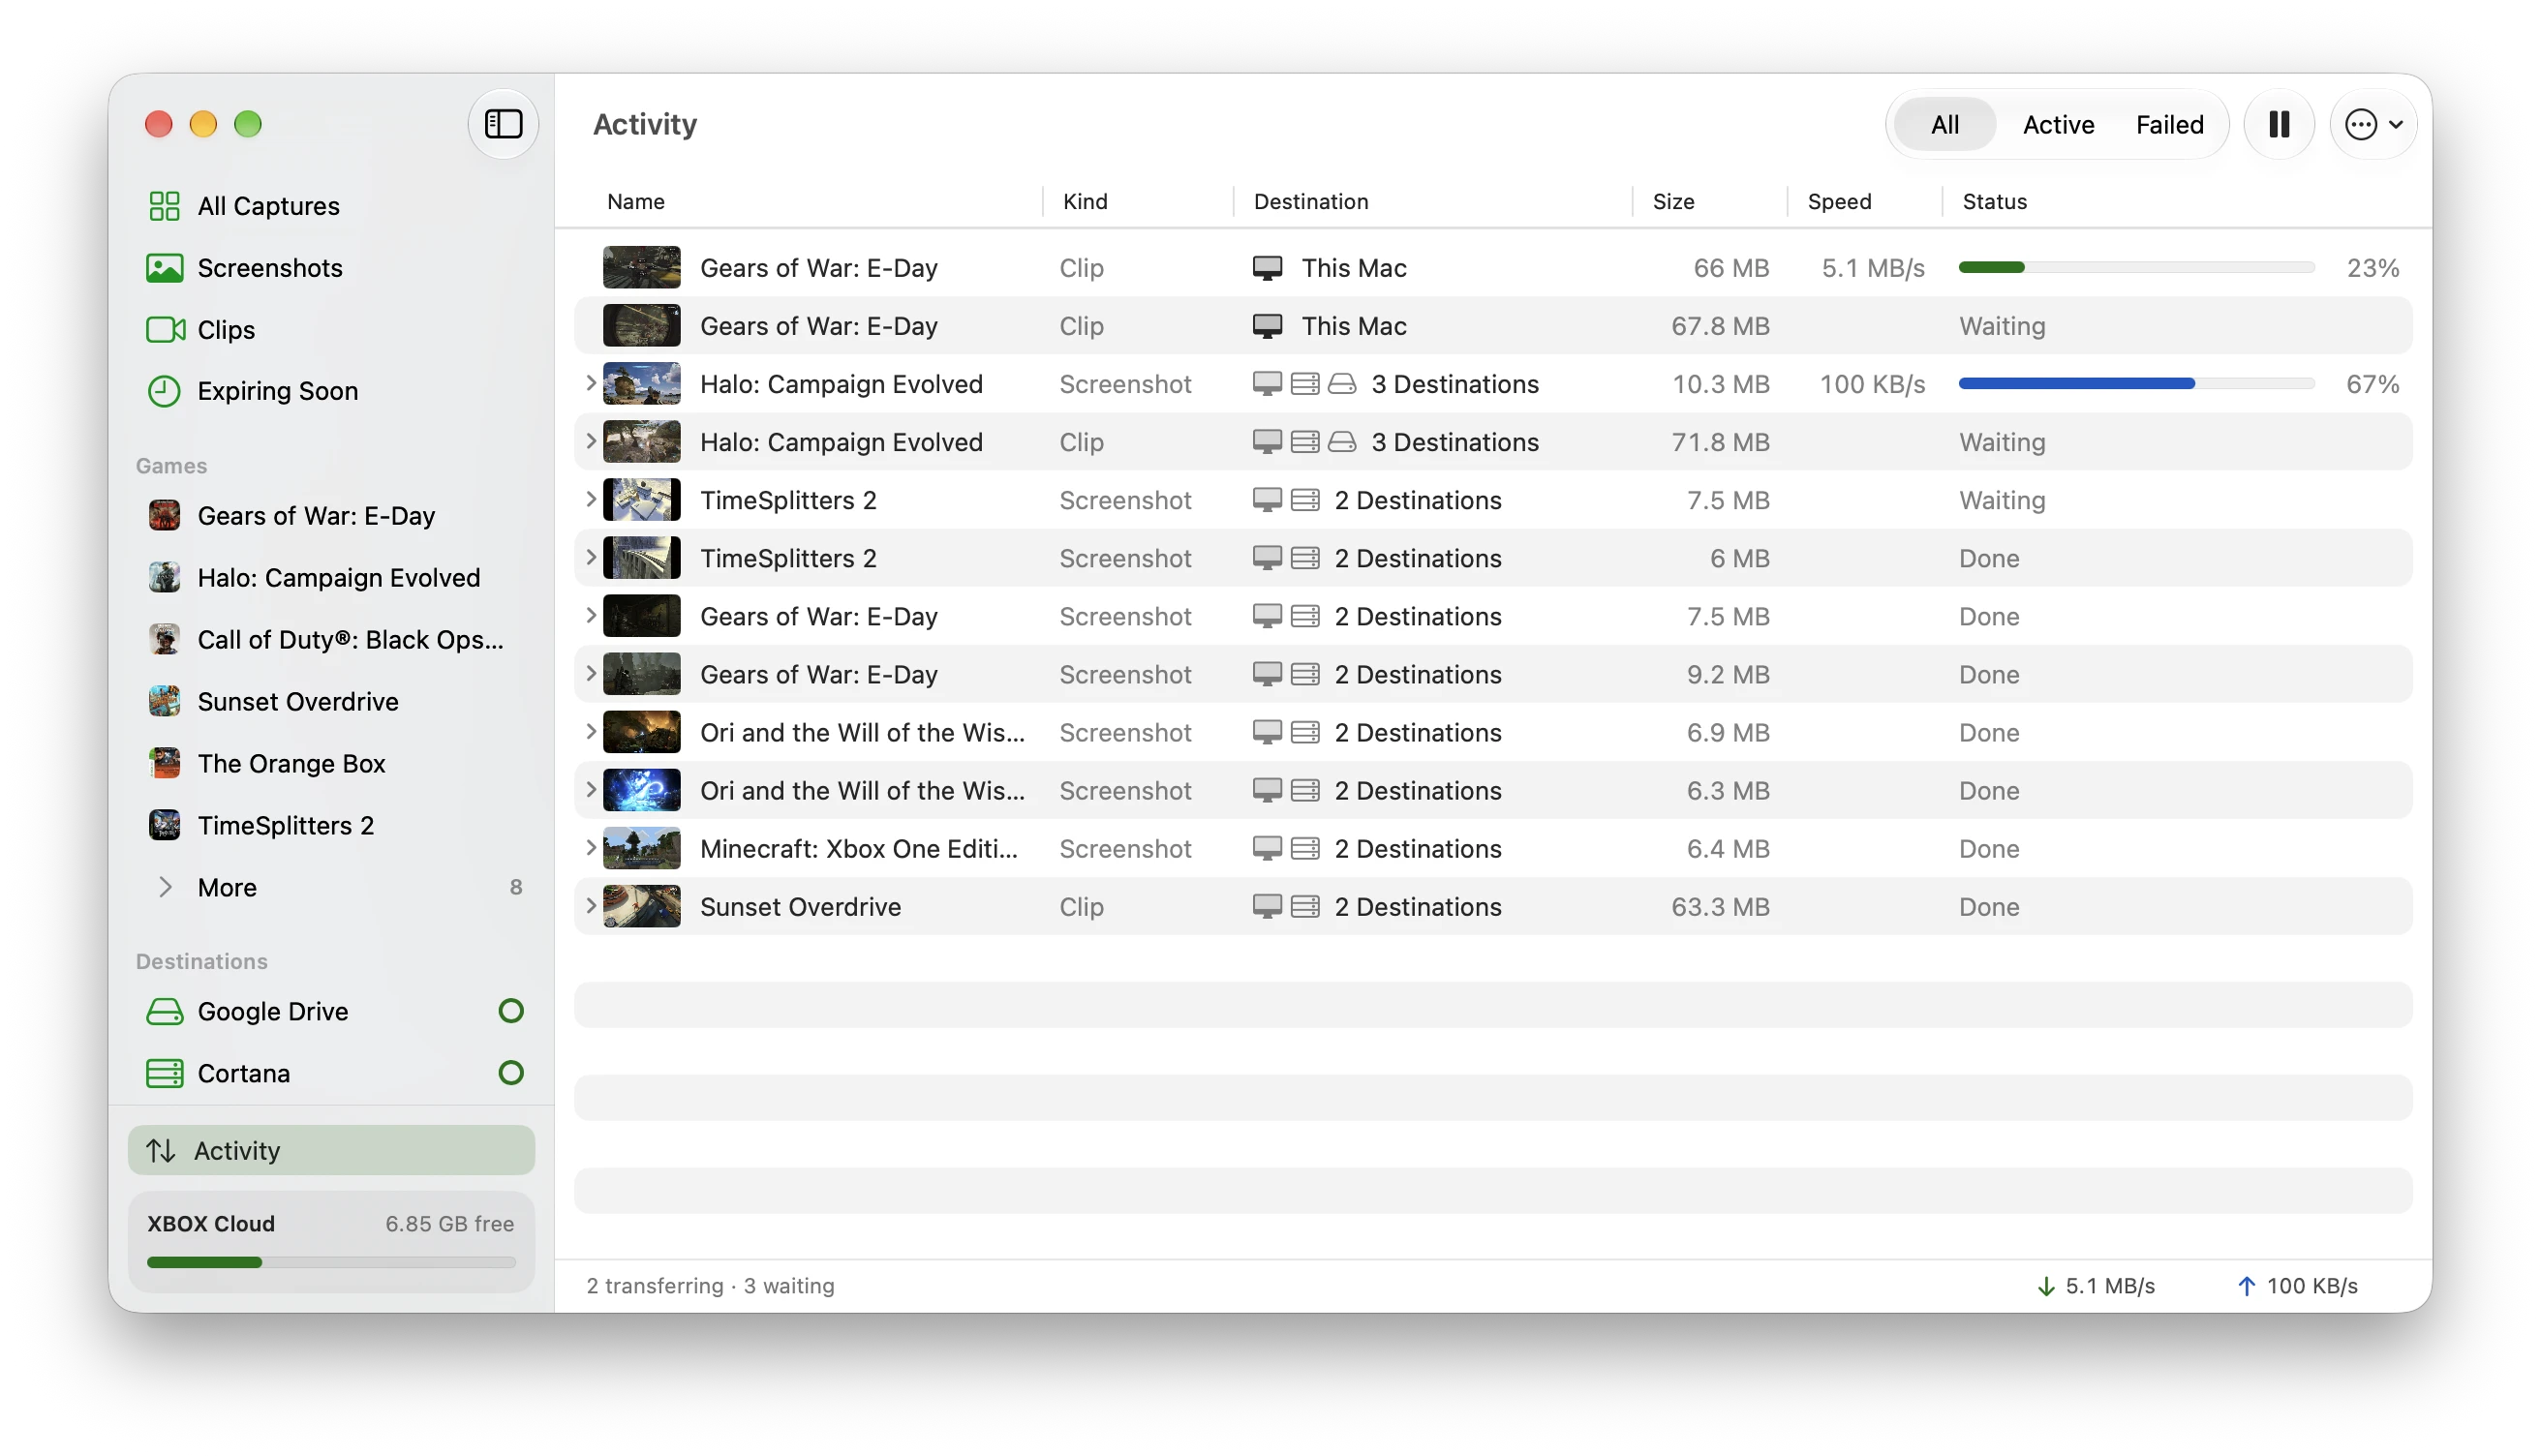 Activity
All Active Failed
All Captures
Screenshots
Clips
Expiring Soon
Games
Gears of War: E-Day
Halo: Campaign Evolved
Call of Duty®: Black Ops...
Sunset Overdrive
The Orange Box
TimeSplitters 2
More 8
Destinations
Google Drive
Cortana
Activity
XBOX Cloud 6.85 GB free
Name Kind Destination Size Speed Status
Gears of War: E-Day Clip This Mac 66 MB 5.1 MB/s 23%
Gears of War: E-Day Clip This Mac 67.8 MB Waiting
Halo: Campaign Evolved Screenshot 3 Destinations 10.3 MB 100 KB/s 67%
Halo: Campaign Evolved Clip 3 Destinations 71.8 MB Waiting
TimeSplitters 2 Screenshot 2 Destinations 7.5 MB Waiting
TimeSplitters 2 Screenshot 2 Destinations 6 MB Done
Gears of War: E-Day Screenshot 2 Destinations 7.5 MB Done
Gears of War: E-Day Screenshot 2 Destinations 9.2 MB Done
Ori and the Will of the Wis... Screenshot 2 Destinations 6.9 MB Done
Ori and the Will of the Wis... Screenshot 2 Destinations 6.3 MB Done
Minecraft: Xbox One Editi... Screenshot 2 Destinations 6.4 MB Done
Sunset Overdrive Clip 2 Destinations 63.3 MB Done
2 transferring · 3 waiting ↓ 5.1 MB/s ↑ 100 KB/s